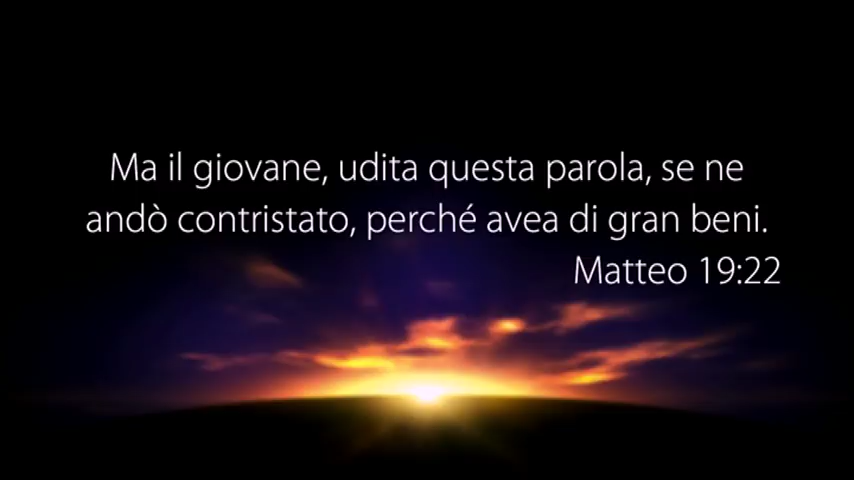 Ma il giovane, udita questa parola, se ne
andò contristato, perché avea di gran beni.
Matteo 19:22